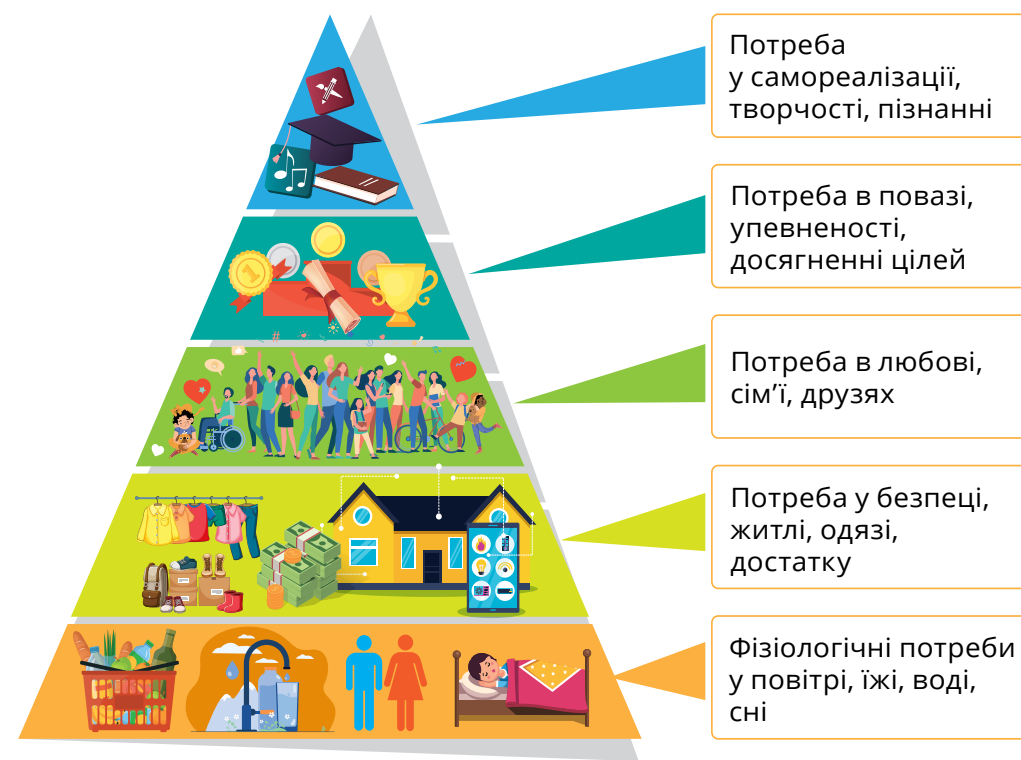 Потреба
у самореалізації,
творчості, пізнанні
Потреба в повазі,
упевненості,
досягненні цілей
Потреба в любові,
сім’ї, друзях
Потреба у безпеці,
житлі, одязі,
достатку
Фізіологічні потреби
у повітрі, їжі, воді,
сні
1